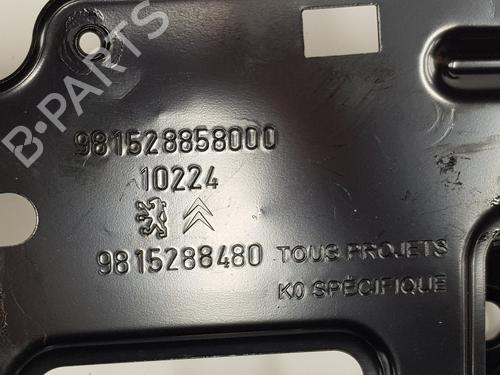 B-PARTS
981528858000
10224
9815288480 TOUS PROJETS
K0 SPÉCIFIQUE